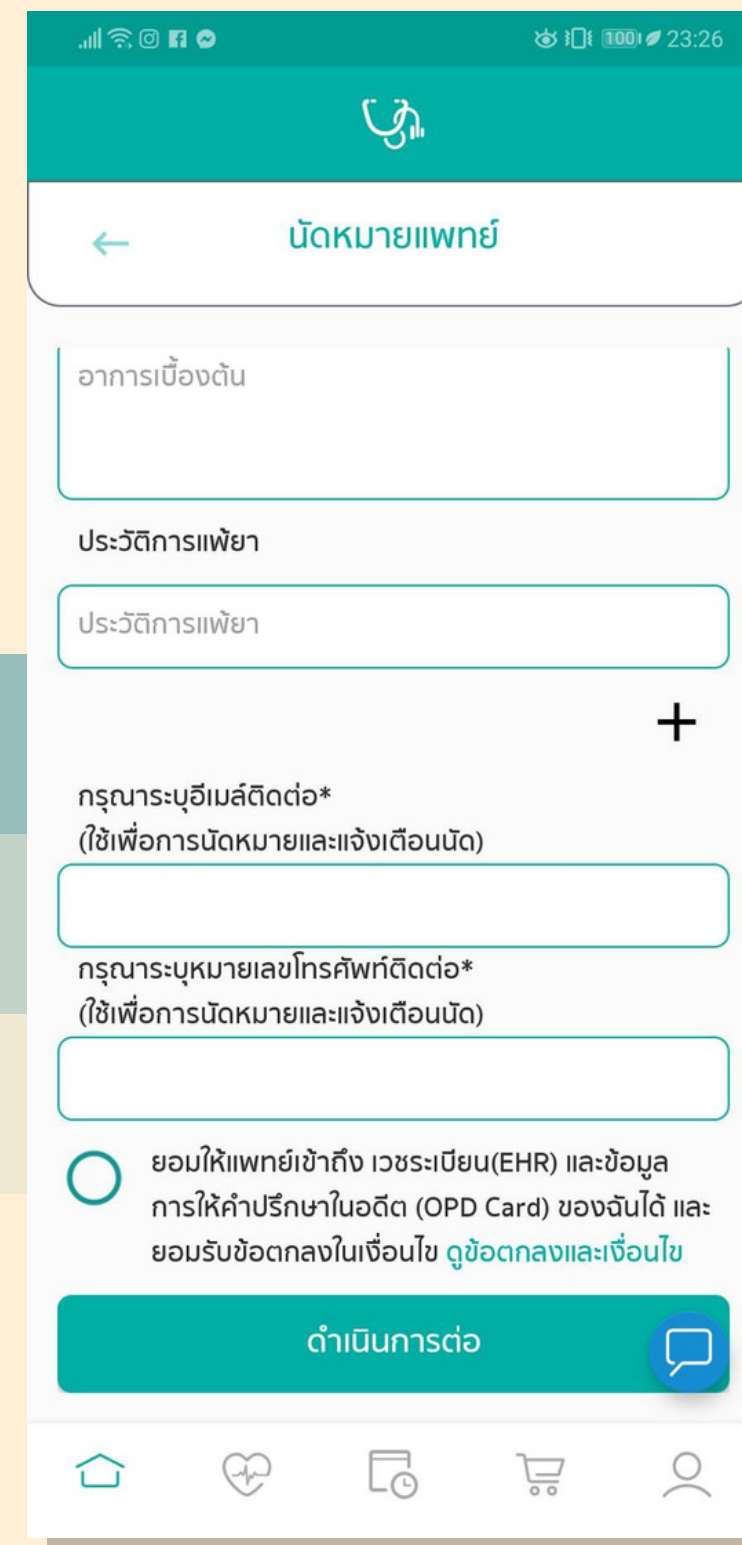 100 23:26
นัดหมายแพทย์
อาการเบื้องต้น
ประวัติการแพ้ยา
ประวัติการแพ้ยา
+
กรุณาระบุอีเมล์ติดต่อ*
(ใช้เพื่อการนัดหมายและแจ้งเตือนนัด)
กรุณาระบุหมายเลขโทรศัพท์ติดต่อ*
(ใช้เพื่อการนัดหมายและแจ้งเตือนนัด)
ยอมให้แพทย์เข้าถึง เวชระเบียน(EHR) และข้อมูล
การให้คำปรึกษาในอดีต (OPD Card) ของฉันได้ และ
ยอมรับข้อตกลงในเงื่อนไข ดูข้อตกลงและเงื่อนไข
ดำเนินการต่อ